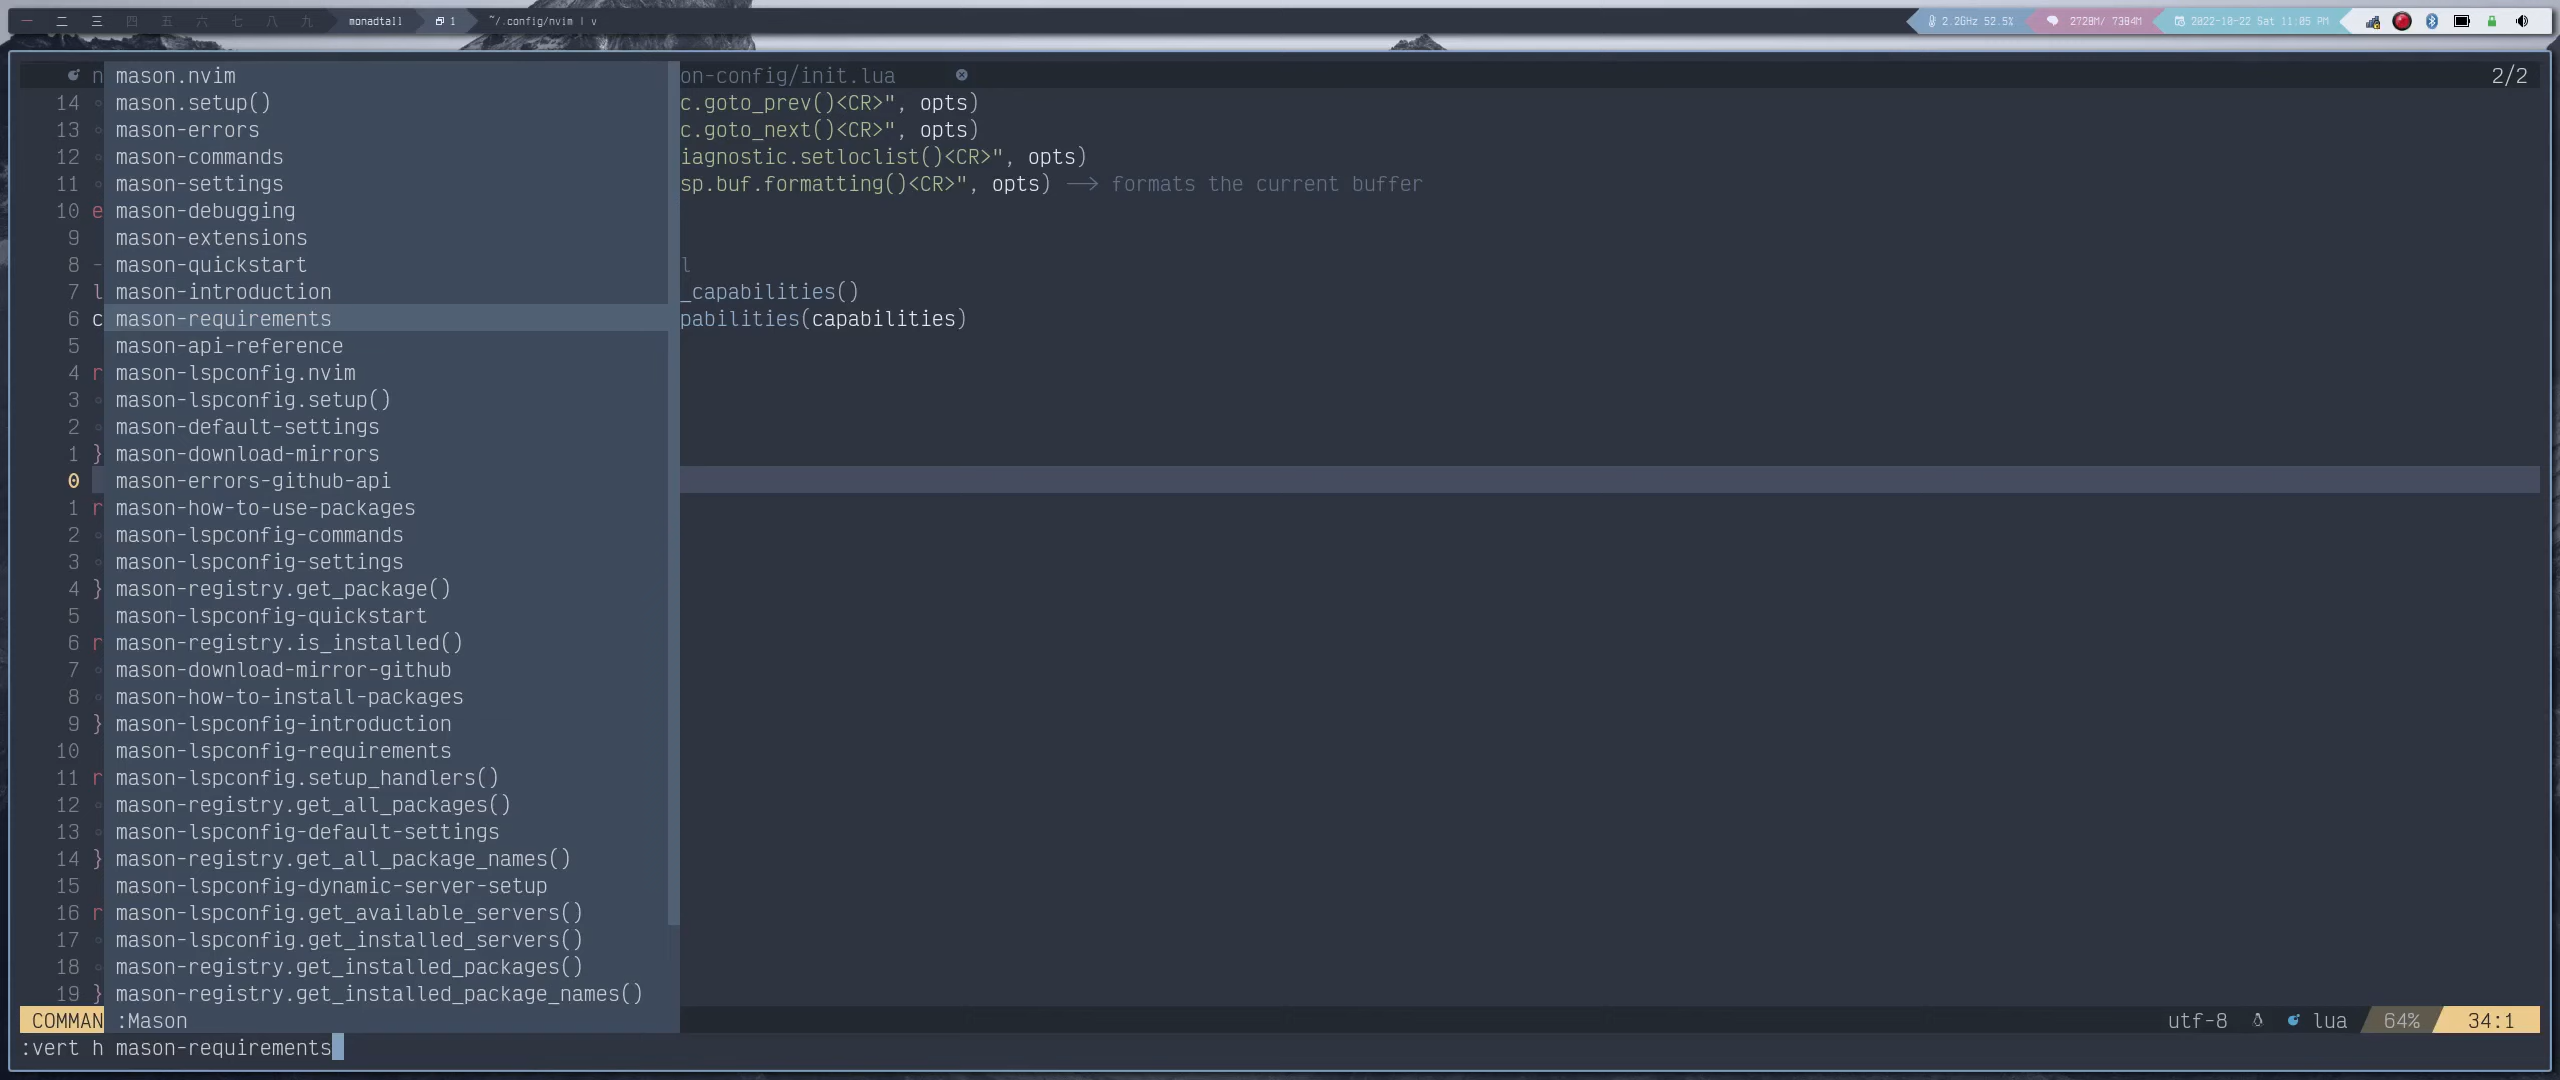 一 二 三 四 五 六 七 八 九 monadtall 1 ~/.config/nvim | v 2.2GHz 52.5% 2728M/ 7384M 2022-10-22 Sat 11:05 PM
n mason.nvim on-config/init.lua 2/2
14 mason.setup() c.goto_prev()<CR>", opts)
13 mason-errors c.goto_next()<CR>", opts)
12 mason-commands iagnostic.setloclist()<CR>", opts)
11 mason-settings sp.buf.formatting()<CR>", opts) --> formats the current buffer
10 e mason-debugging
9 mason-extensions
8 - mason-quickstart l
7 l mason-introduction _capabilities()
6 c mason-requirements pabilities(capabilities)
5 mason-api-reference
4 r mason-lspconfig.nvim
3 mason-lspconfig.setup()
2 mason-default-settings
1 } mason-download-mirrors
0 mason-errors-github-api
1 r mason-how-to-use-packages
2 mason-lspconfig-commands
3 mason-lspconfig-settings
4 } mason-registry.get_package()
5 mason-lspconfig-quickstart
6 r mason-registry.is_installed()
7 mason-download-mirror-github
8 mason-how-to-install-packages
9 } mason-lspconfig-introduction
10 mason-lspconfig-requirements
11 r mason-lspconfig.setup_handlers()
12 mason-registry.get_all_packages()
13 mason-lspconfig-default-settings
14 } mason-registry.get_all_package_names()
15 mason-lspconfig-dynamic-server-setup
16 r mason-lspconfig.get_available_servers()
17 mason-lspconfig.get_installed_servers()
18 mason-registry.get_installed_packages()
19 } mason-registry.get_installed_package_names()
COMMAN :Mason utf-8 lua 64% 34:1
:vert h mason-requirements